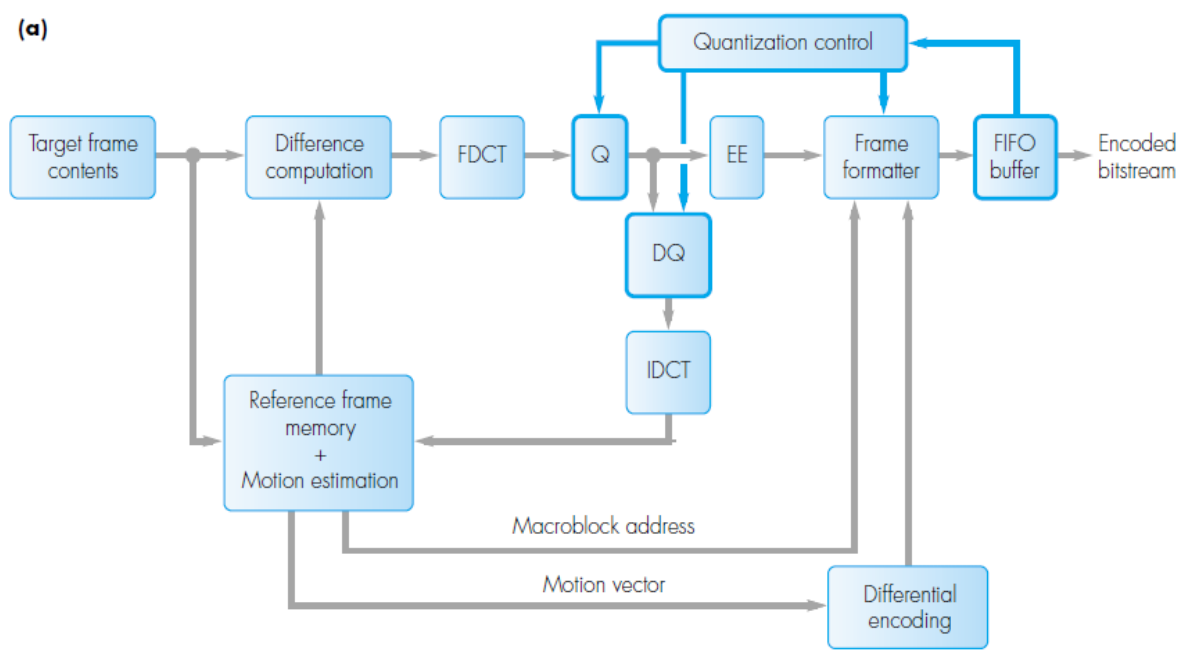 (a)
Quantization control
Target frame
contents
Difference
computation
FDCT
Q
EE
Frame
formatter
FIFO
buffer
Encoded
bitstream
DQ
IDCT
Reference frame
memory
+
Motion estimation
Macroblock address
Motion vector
Differential
encoding